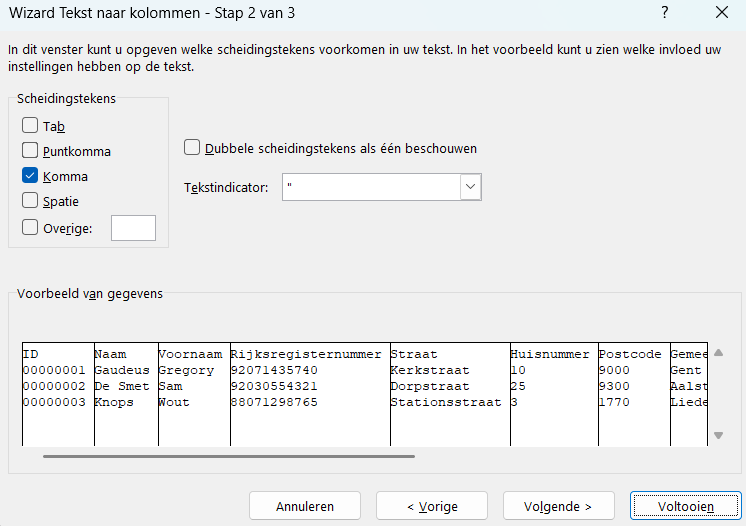 Wizard Tekst naar kolommen - Stap 2 van 3
In dit venster kunt u opgeven welke scheidingstekens voorkomen in uw tekst. In het voorbeeld kunt u zien welke invloed uw
instellingen hebben op de tekst.
Scheidingstekens
Tab
Puntkomma
Komma
Spatie
Overige:
Dubbele scheidingstekens als één beschouwen
Tekstindicator: "
Voorbeeld van gegevens
ID Naam Voornaam Rijksregisternummer Straat Huisnummer Postcode Gemee
00000001 Gaudeus Gregory 92071435740 Kerkstraat 10 9000 Gent
00000002 De Smet Sam 92030554321 Dorpstraat 25 9300 Aalst
00000003 Knops Wout 88071298765 Stationsstraat 3 1770 Liede
Annuleren < Vorige Volgende > Voltooien